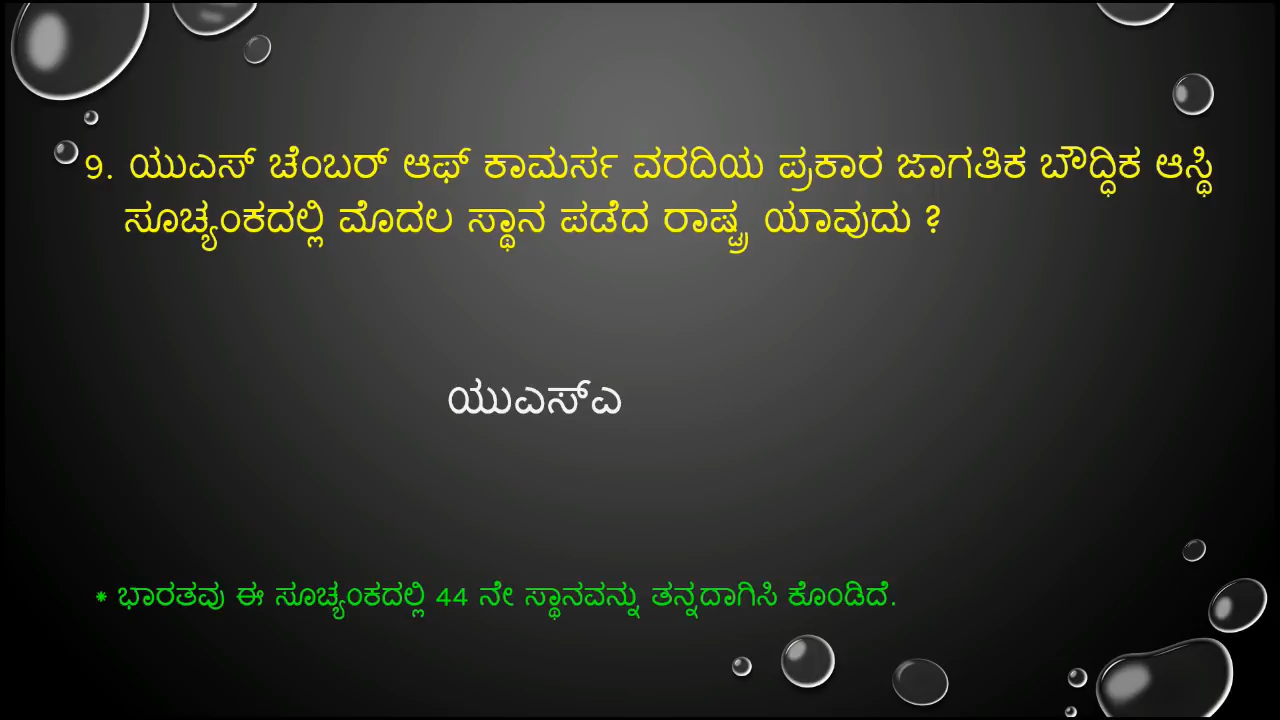 9. ಯುಎಸ್ ಚೆಂಬರ್ ಆಫ್ ಕಾಮರ್ಸ ವರದಿಯ ಪ್ರಕಾರ ಜಾಗತಿಕ ಬೌದ್ಧಿಕ ಆಸ್ಥಿ
ಸೂಚ್ಯಂಕದಲ್ಲಿ ಮೊದಲ ಸ್ಥಾನ ಪಡೆದ ರಾಷ್ಟ್ರ ಯಾವುದು ?
ಯುಎಸ್ಎ
* ಭಾರತವು ಈ ಸೂಚ್ಯಂಕದಲ್ಲಿ 44 ನೇ ಸ್ಥಾನವನ್ನು ತನ್ನದಾಗಿಸಿ ಕೊಂಡಿದೆ.